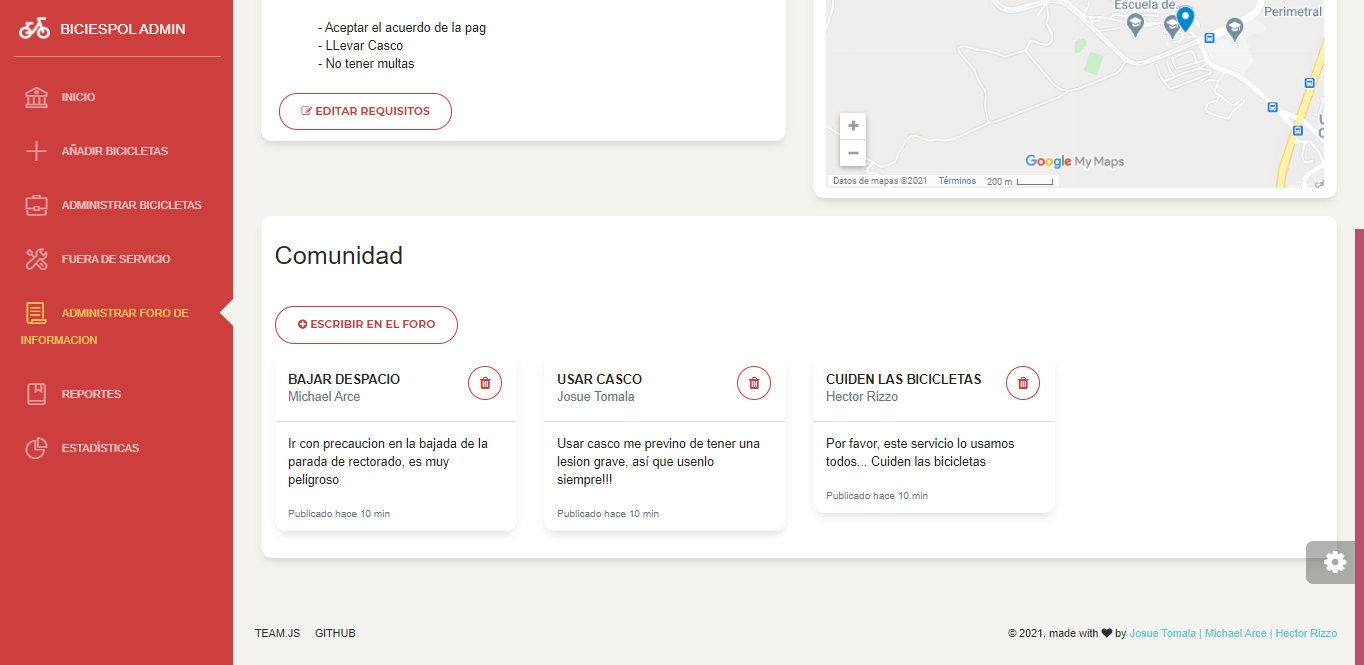 BICIESPOL ADMIN
INICIO
AÑADIR BICICLETAS
ADMINISTRAR BICICLETAS
FUERA DE SERVICIO
ADMINISTRAR FORO DE
INFORMACION
REPORTES
ESTADÍSTICAS
- Aceptar el acuerdo de la pag
- LLevar Casco
- No tener multas
EDITAR REQUISITOS
Escuela de
Perimetral
+
−
Google My Maps
Datos de mapas ©2021 Términos 200 m
Comunidad
ESCRIBIR EN EL FORO
BAJAR DESPACIO
Michael Arce
Ir con precaucion en la bajada de la
parada de rectorado, es muy
peligroso
Publicado hace 10 min
USAR CASCO
Josue Tomala
Usar casco me previno de tener una
lesion grave, así que usenlo
siempre!!!
Publicado hace 10 min
CUIDEN LAS BICICLETAS
Hector Rizzo
Por favor, este servicio lo usamos
todos... Cuiden las bicicletas
Publicado hace 10 min
TEAM.JS GITHUB
© 2021, made with ♥ by Josue Tomala | Michael Arce | Hector Rizzo